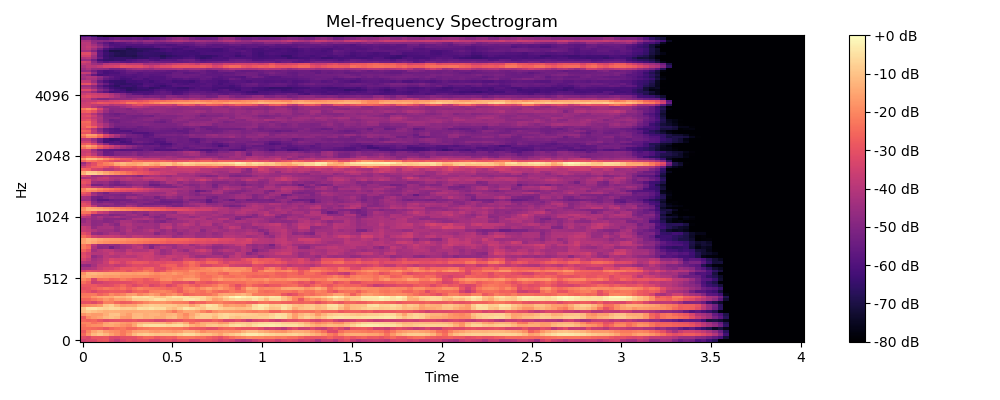 Mel-frequency Spectrogram
Hz
4096
2048
1024
512
0
0
0.5
1
1.5
2
2.5
3
3.5
4
Time
+0 dB
-10 dB
-20 dB
-30 dB
-40 dB
-50 dB
-60 dB
-70 dB
-80 dB